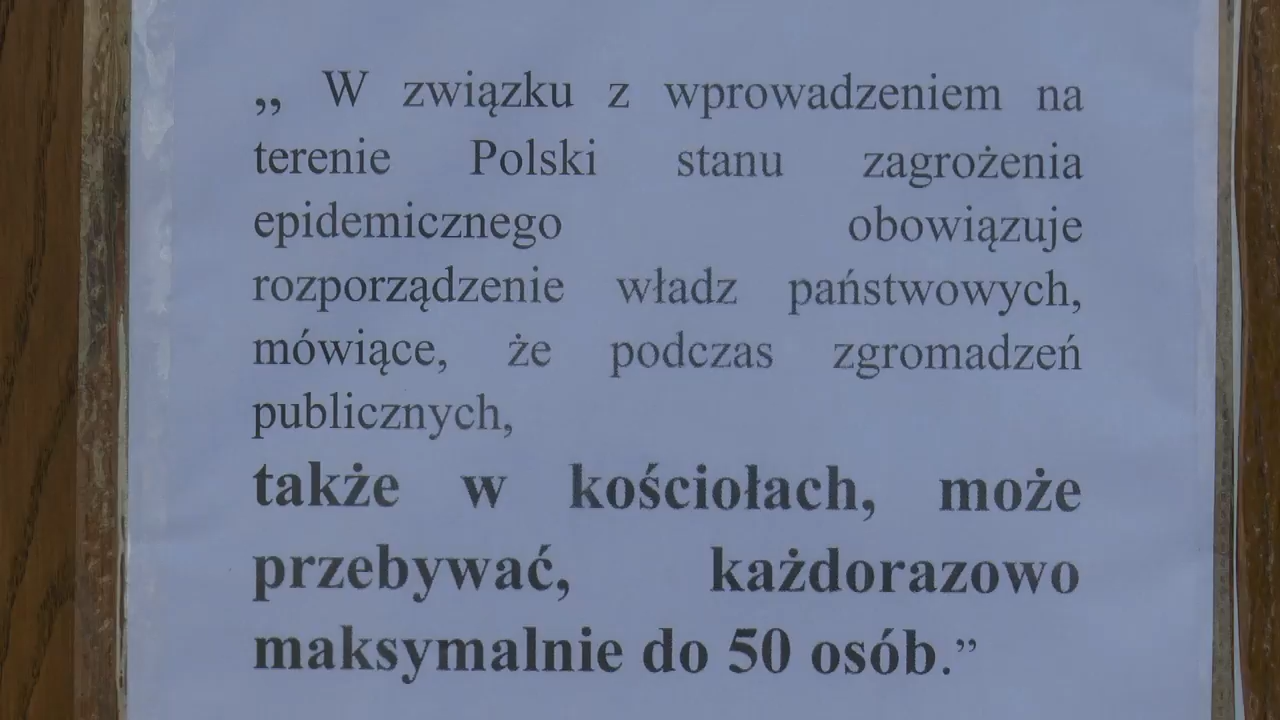 „ W związku z wprowadzeniem na
terenie Polski stanu zagrożenia
epidemicznego obowiązuje
rozporządzenie władz państwowych,
mówiące, że podczas zgromadzeń
publicznych,
także w kościołach, może
przebywać, każdorazowo
maksymalnie do 50 osób.”